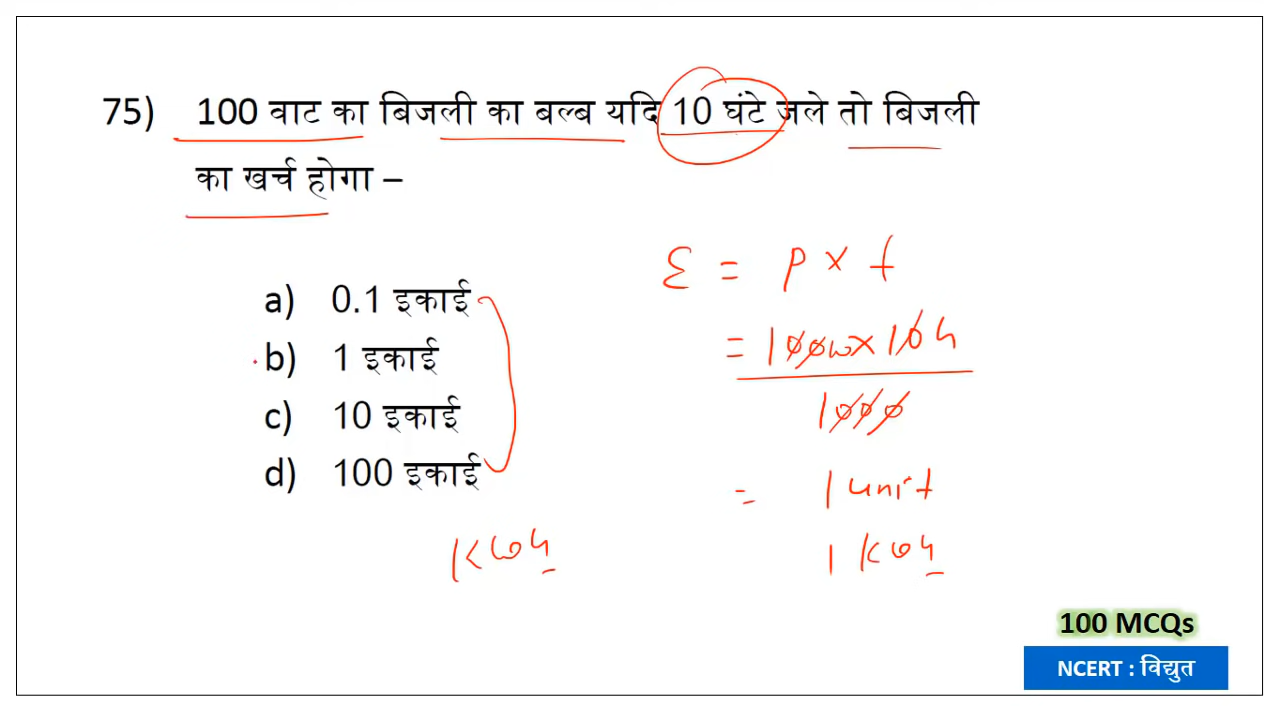 75) 100 वाट का बिजली का बल्ब यदि 10 घंटे जले तो बिजली
का खर्च होगा –
a) 0.1 इकाई
b) 1 इकाई
c) 10 इकाई
d) 100 इकाई
E = P × t
= 100w × 10h
1000
= 1 unit
1 kwh
kwh
100 MCQs
NCERT : विद्युत